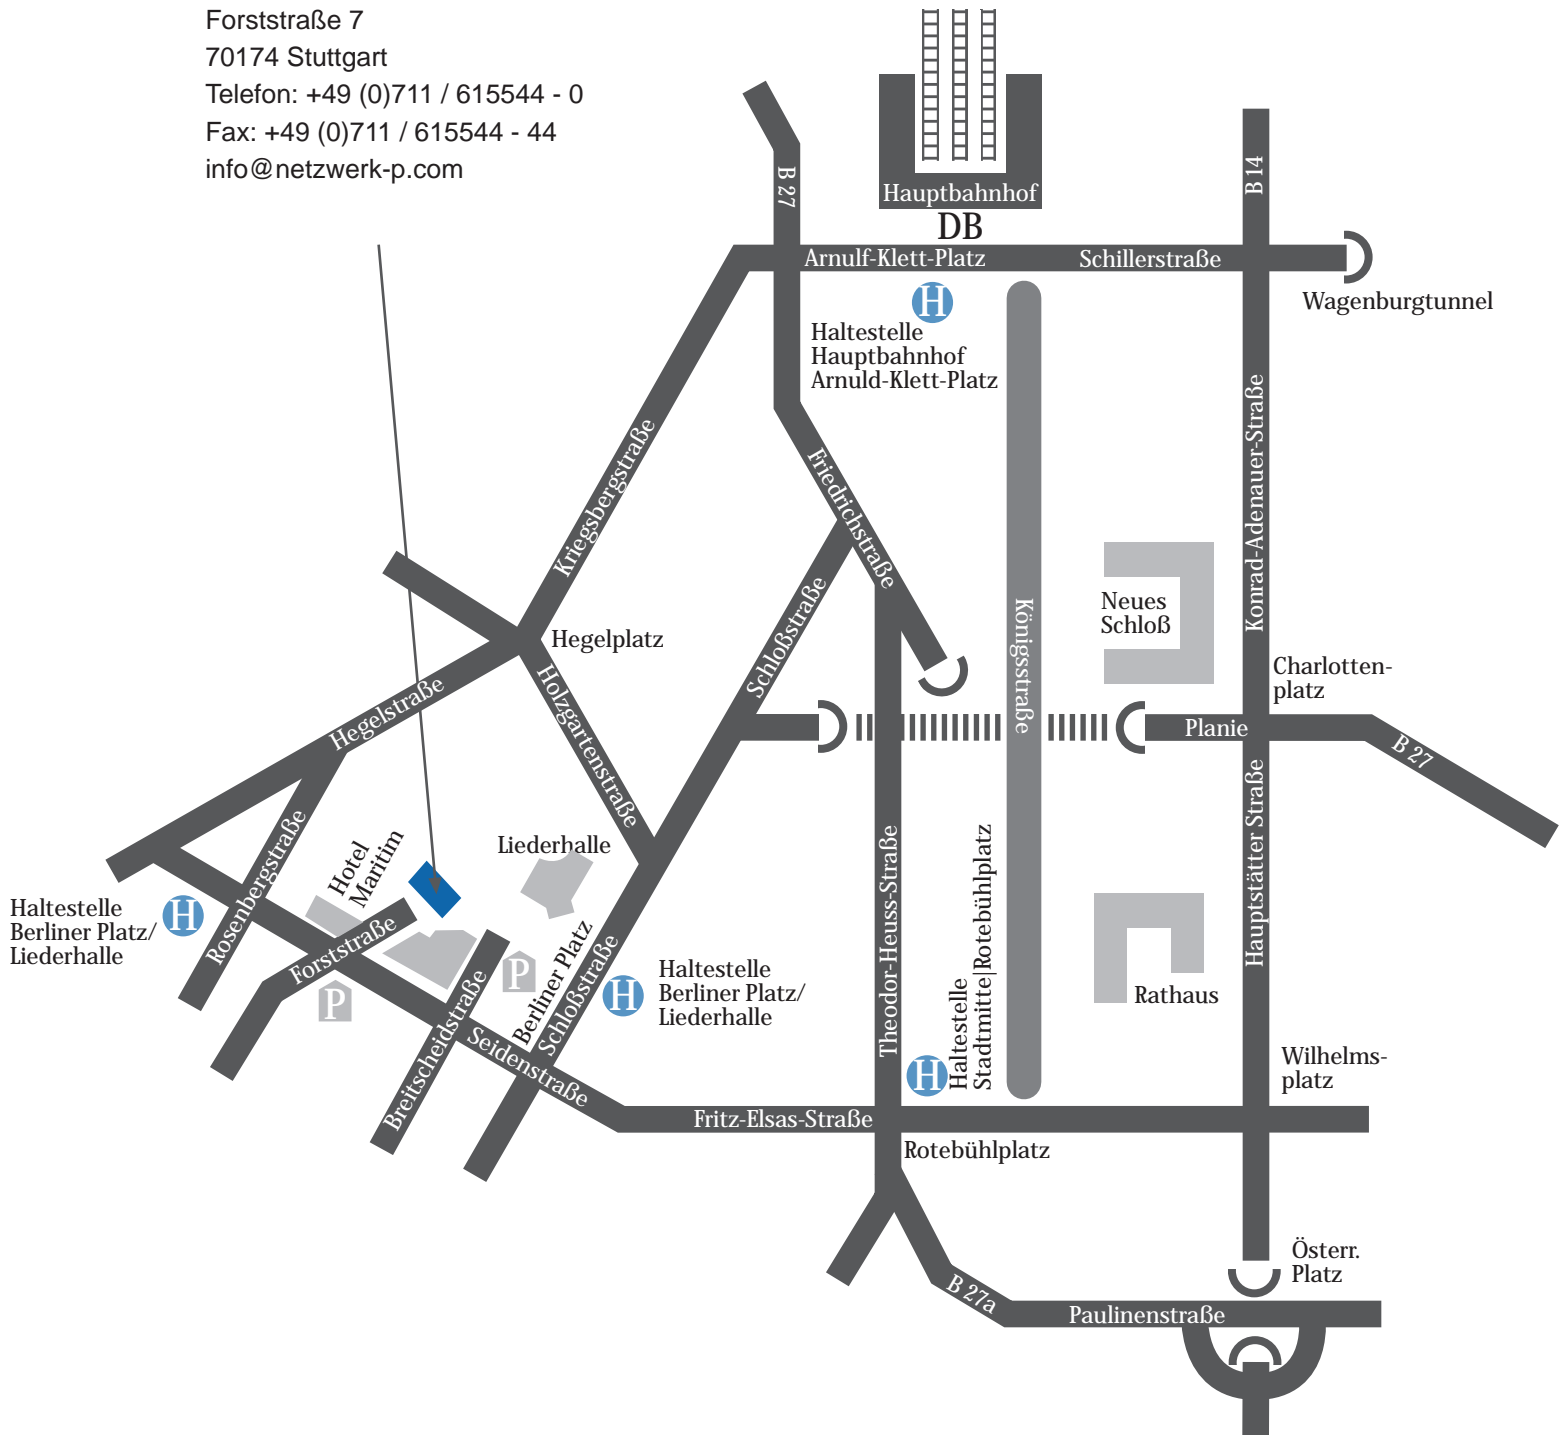 Forststraße 7
70174 Stuttgart
Telefon: +49 (0)711 / 615544 - 0
Fax: +49 (0)711 / 615544 - 44
info@netzwerk-p.com
B 27
Hauptbahnhof
DB
B 14
Arnulf-Klett-Platz
Schillerstraße
Wagenburgtunnel
H
Haltestelle
Hauptbahnhof
Arnuld-Klett-Platz
Kriegsbergstraße
Friedrichstraße
Konrad-Adenauer-Straße
Königsstraße
Neues
Schloß
Hegelplatz
Schloßstraße
Holzgartenstraße
Hegelstraße
Charlotten-
platz
Planie
B 27
Hauptstätter Straße
Rosenbergstraße
Hotel
Maritim
Liederhalle
Theodor-Heuss-Straße
Haltestelle
Stadtmitte|Rotebühlplatz
H
Haltestelle
Berliner Platz/
Liederhalle
H
Forststraße
P
P
Berliner Platz
Schloßstraße
H
Haltestelle
Berliner Platz/
Liederhalle
Rathaus
Breitscheidstraße
Seidenstraße
Wilhelms-
platz
Fritz-Elsas-Straße
Rotebühlplatz
Österr.
Platz
B 27a
Paulinenstraße